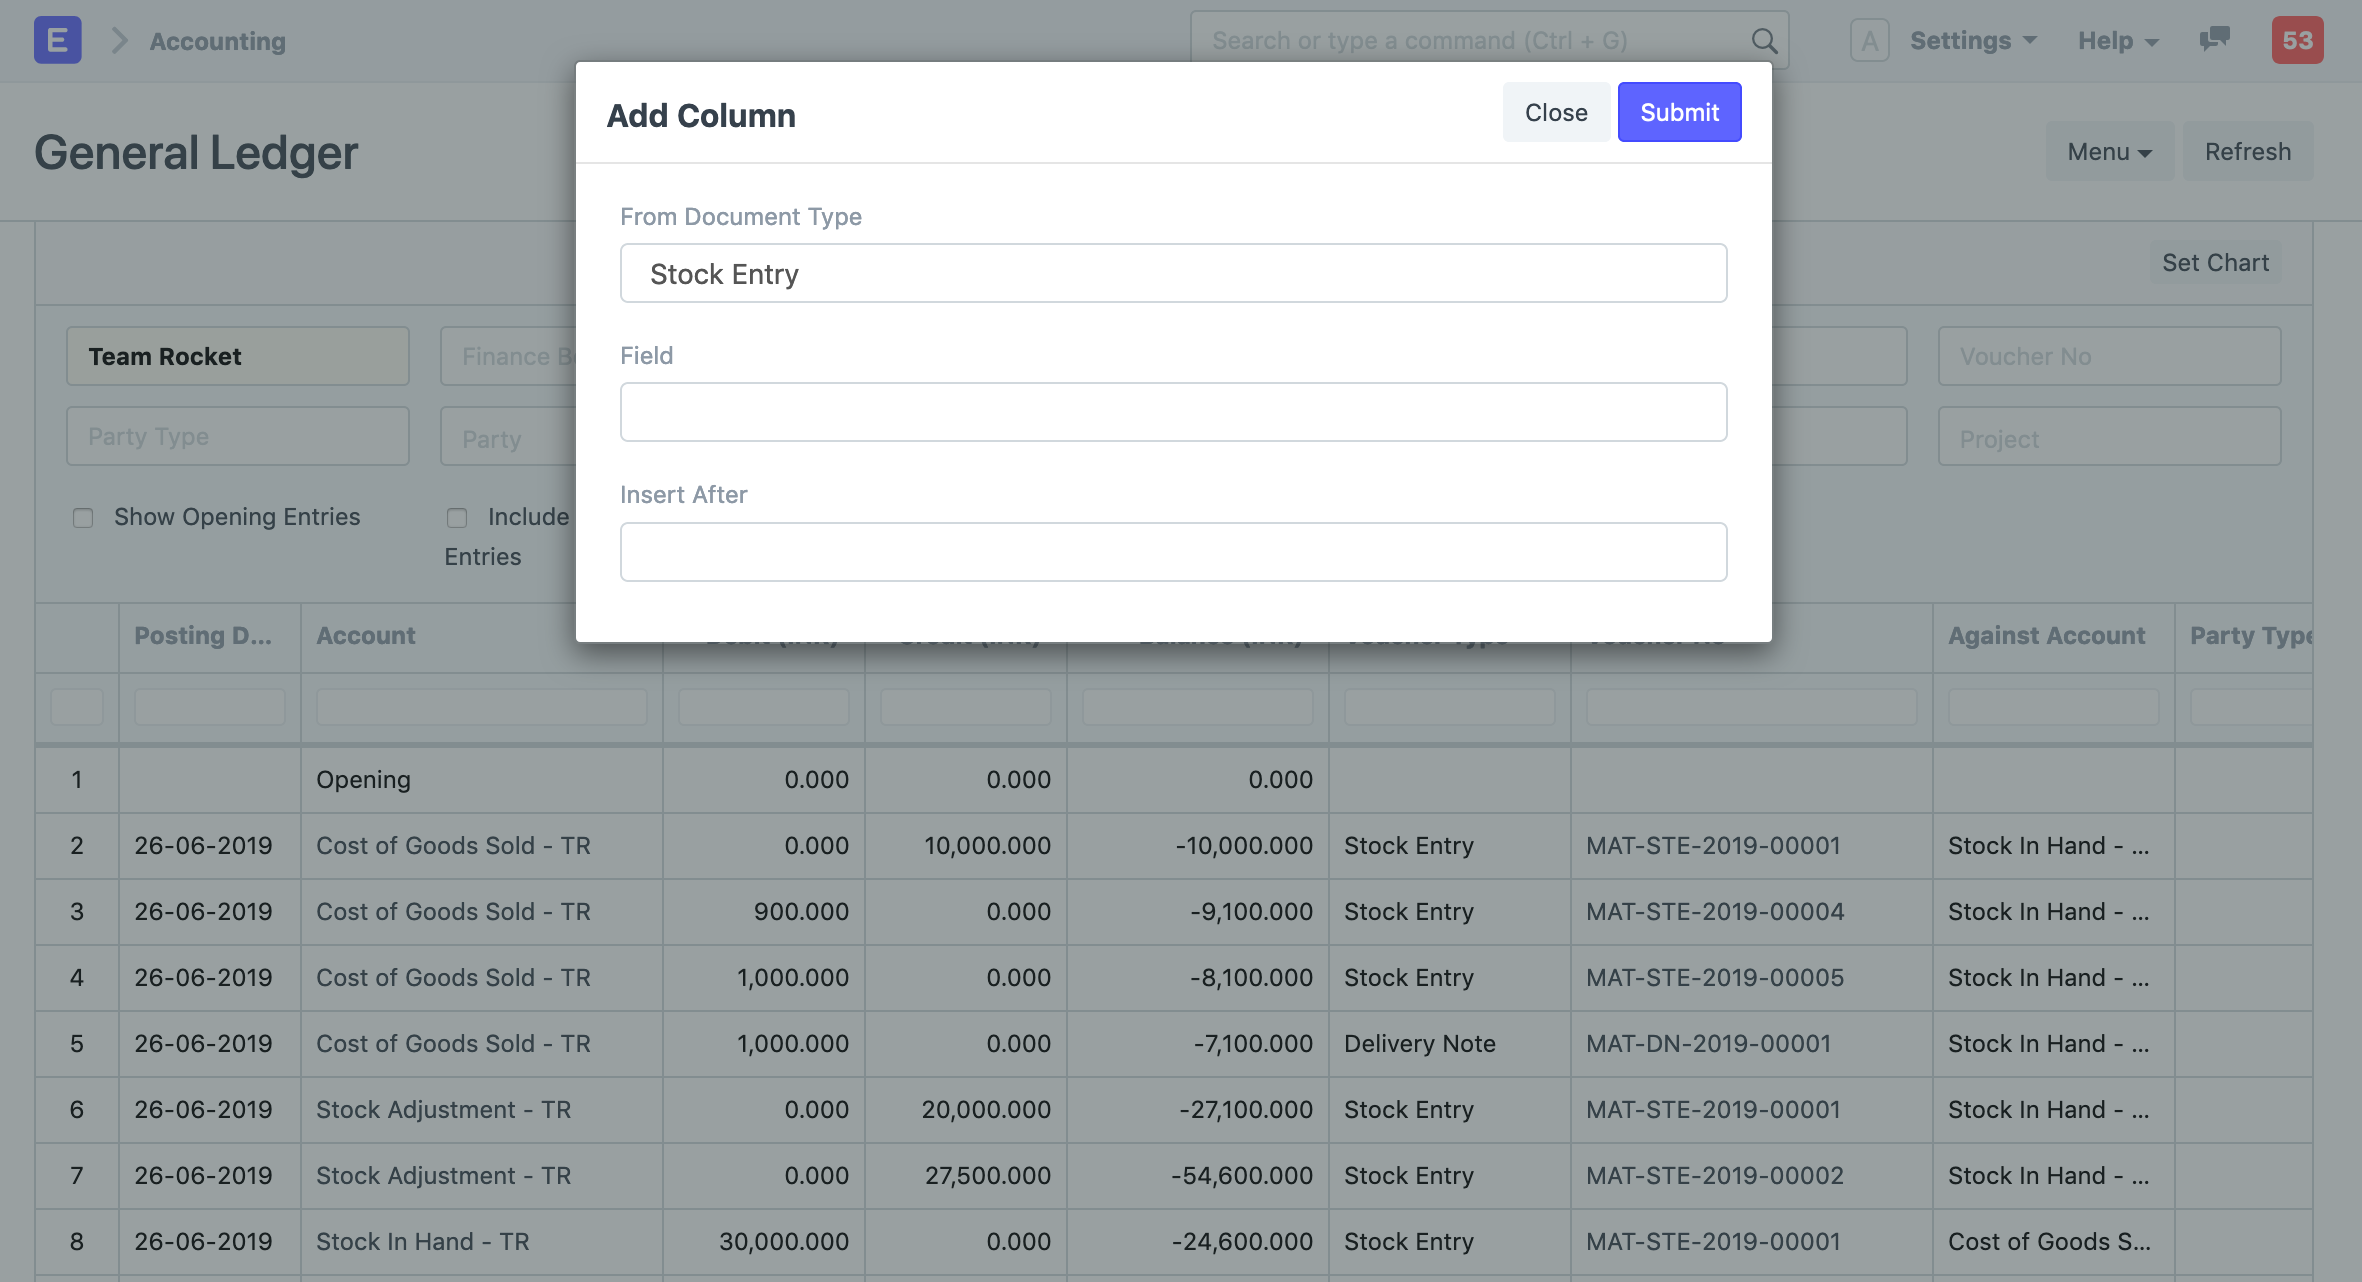 E Accounting Search or type a command (Ctrl + G) A Settings Help 53
General Ledger Menu Refresh
Add Column Close Submit
From Document Type
Stock Entry
Field
Insert After
Set Chart
Team Rocket Finance Voucher No
Party Type Party Project
Show Opening Entries Include
Entries
Posting D... Account Against Account Party Type
1 Opening 0.000 0.000 0.000
2 26-06-2019 Cost of Goods Sold - TR 0.000 10,000.000 -10,000.000 Stock Entry MAT-STE-2019-00001 Stock In Hand - ...
3 26-06-2019 Cost of Goods Sold - TR 900.000 0.000 -9,100.000 Stock Entry MAT-STE-2019-00004 Stock In Hand - ...
4 26-06-2019 Cost of Goods Sold - TR 1,000.000 0.000 -8,100.000 Stock Entry MAT-STE-2019-00005 Stock In Hand - ...
5 26-06-2019 Cost of Goods Sold - TR 1,000.000 0.000 -7,100.000 Delivery Note MAT-DN-2019-00001 Stock In Hand - ...
6 26-06-2019 Stock Adjustment - TR 0.000 20,000.000 -27,100.000 Stock Entry MAT-STE-2019-00001 Stock In Hand - ...
7 26-06-2019 Stock Adjustment - TR 0.000 27,500.000 -54,600.000 Stock Entry MAT-STE-2019-00002 Stock In Hand - ...
8 26-06-2019 Stock In Hand - TR 30,000.000 0.000 -24,600.000 Stock Entry MAT-STE-2019-00001 Cost of Goods S...